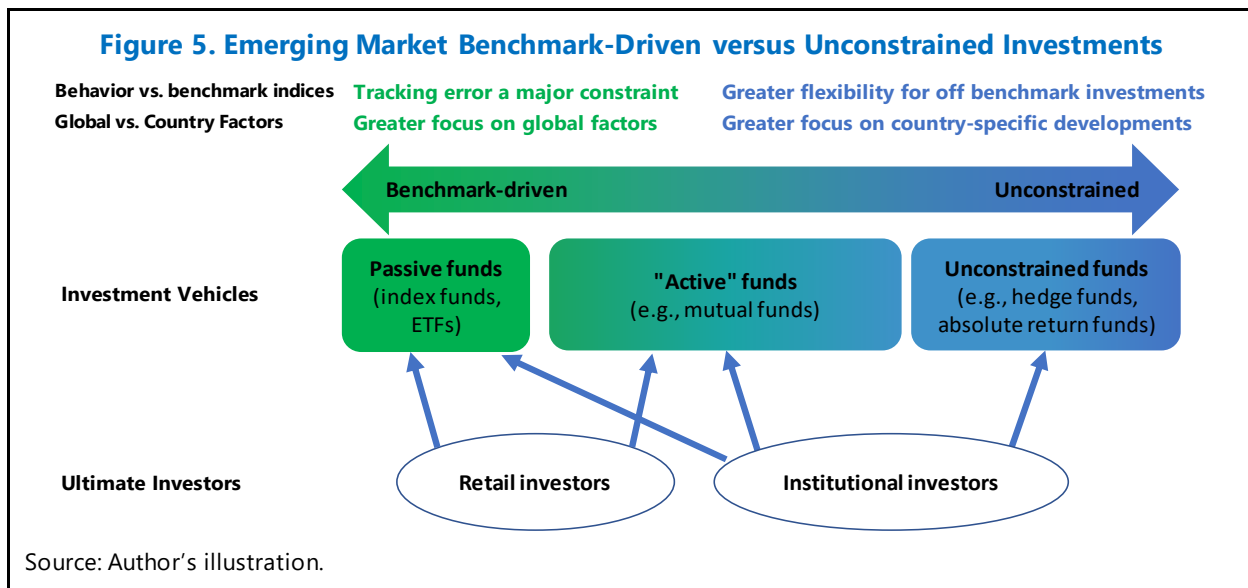 Figure 5. Emerging Market Benchmark-Driven versus Unconstrained Investments
Behavior vs. benchmark indices
Tracking error a major constraint
Greater flexibility for off benchmark investments
Global vs. Country Factors
Greater focus on global factors
Greater focus on country-specific developments
Benchmark-driven
Unconstrained
Investment Vehicles
Passive funds
(index funds,
ETFs)
"Active" funds
(e.g., mutual funds)
Unconstrained funds
(e.g., hedge funds,
absolute return funds)
Ultimate Investors
Retail investors
Institutional investors
Source: Author’s illustration.